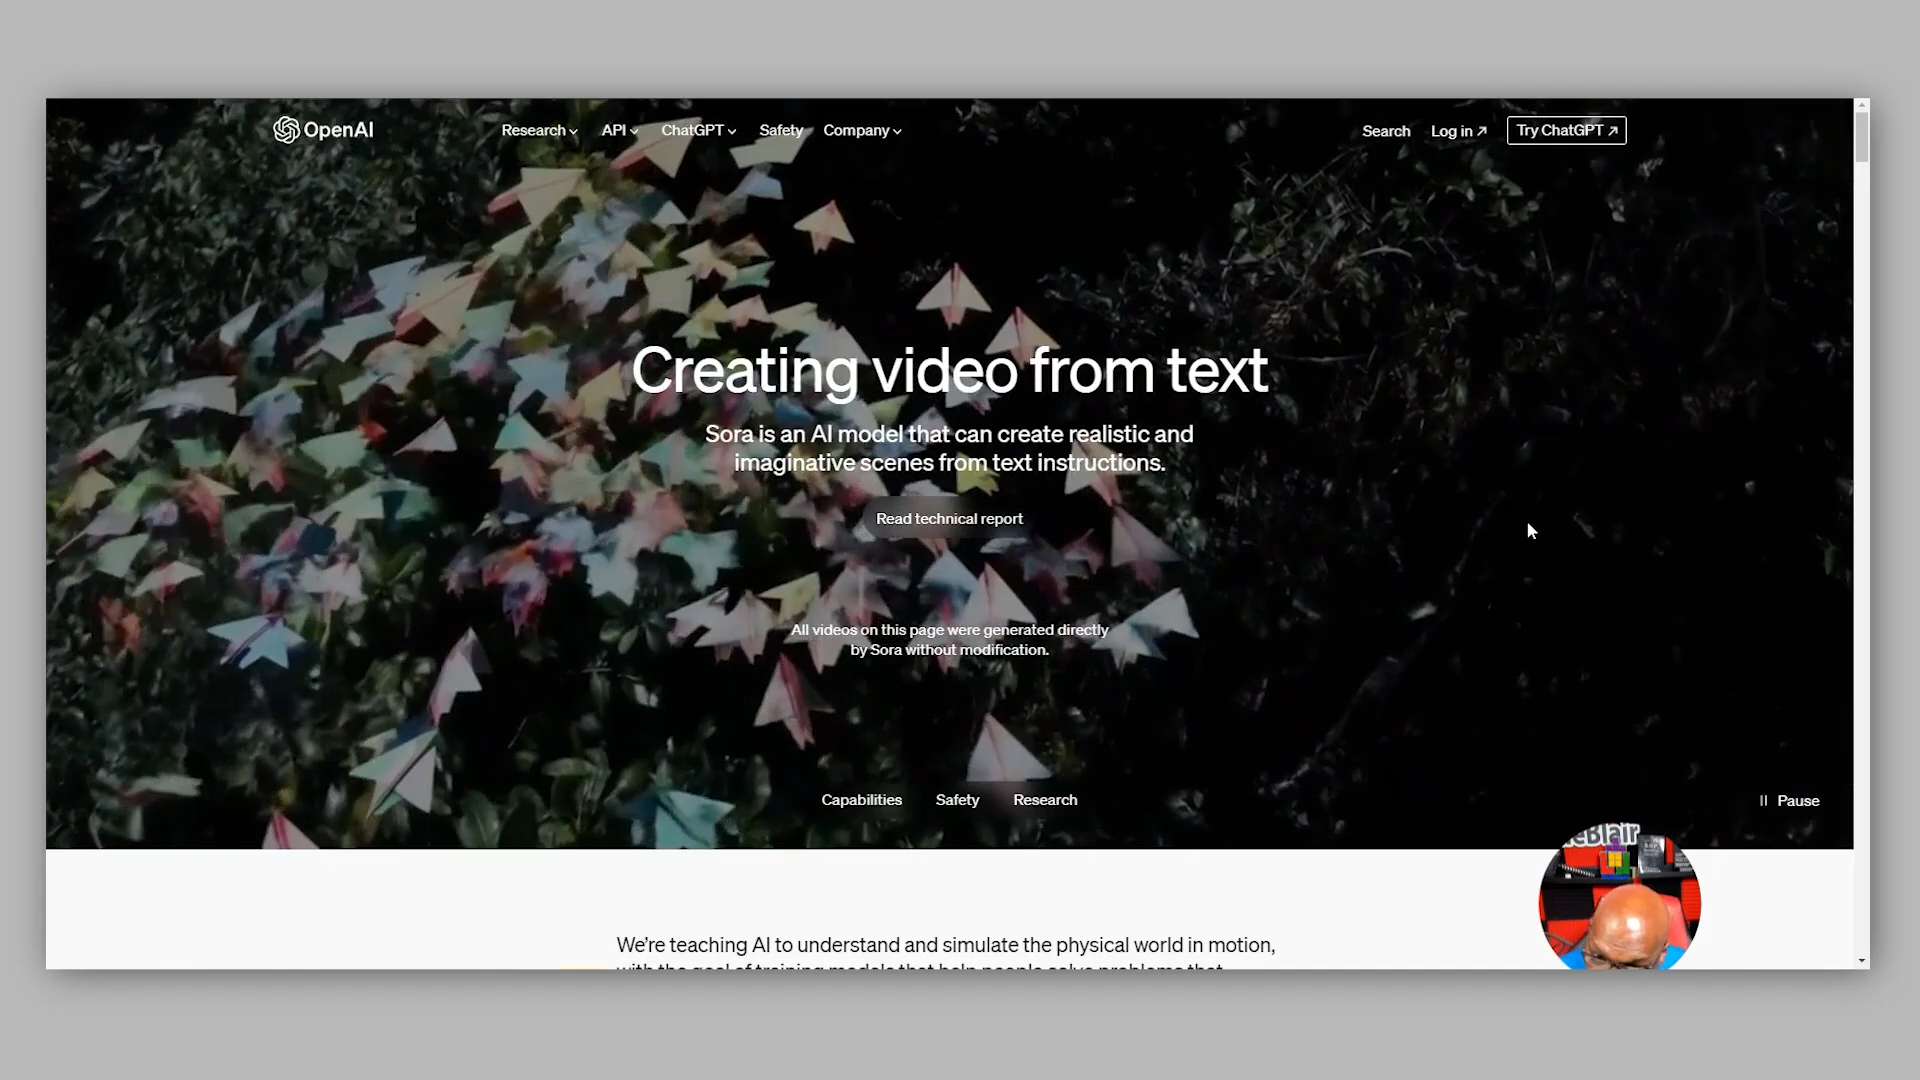 OpenAI
Research API ChatGPT Safety Company
Search Log in Try ChatGPT
Creating video from text
Sora is an AI model that can create realistic and
imaginative scenes from text instructions.
Read technical report
All videos on this page were generated directly
by Sora without modification.
Capabilities Safety Research
Pause
eBlair
We're teaching AI to understand and simulate the physical world in motion,
with the goal of training models that help people solve problems that